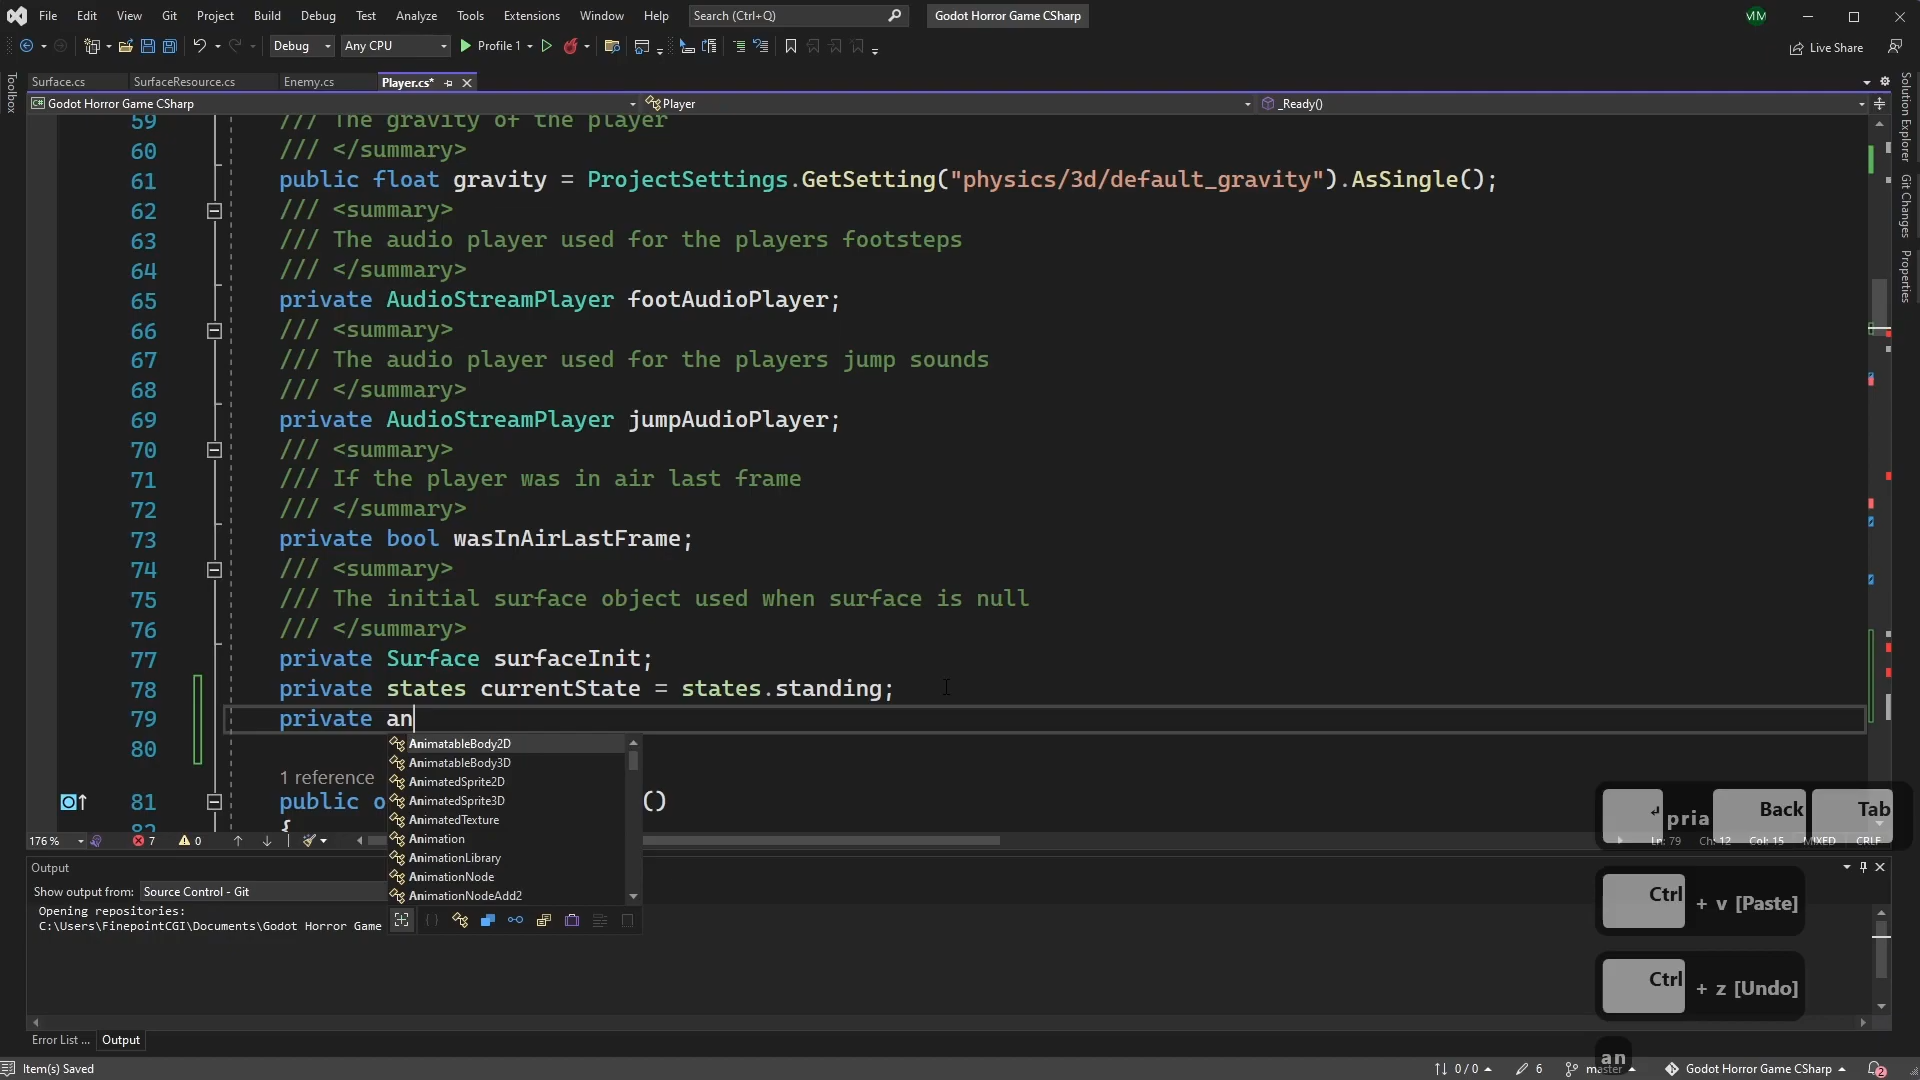 File Edit View Git Project Build Debug Test Analyze Tools Extensions Window Help Search (Ctrl+Q) Godot Horror Game CSharp
Debug Any CPU Profile 1 Live Share
Toolbox
Surface.cs SurfaceResource.cs Enemy.cs Player.cs*
Godot Horror Game CSharp Player _Ready()
59 /// The gravity of the player
60 /// </summary>
61 public float gravity = ProjectSettings.GetSetting("physics/3d/default_gravity").AsSingle();
62 /// <summary>
63 /// The audio player used for the players footsteps
64 /// </summary>
65 private AudioStreamPlayer footAudioPlayer;
66 /// <summary>
67 /// The audio player used for the players jump sounds
68 /// </summary>
69 private AudioStreamPlayer jumpAudioPlayer;
70 /// <summary>
71 /// If the player was in air last frame
72 /// </summary>
73 private bool wasInAirLastFrame;
74 /// <summary>
75 /// The initial surface object used when surface is null
76 /// </summary>
77 private Surface surfaceInit;
78 private states currentState = states.standing;
79 private an
80
AnimatableBody2D
AnimatableBody3D
AnimatedSprite2D
AnimatedSprite3D
AnimatedTexture
Animation
AnimationLibrary
AnimationNode
AnimationNodeAdd2
1 reference
81 public o ()
82 {
Solution Explorer
Git Changes
Properties
176 % 7 0 Ln: 79 Ch: 12 Col: 15 MIXED CRLF
pria Back Tab
Ctrl + v [Paste]
Ctrl + z [Undo]
an
Output
Show output from: Source Control - Git
Opening repositories:
C:\Users\FinepointCGI\Documents\Godot Horror Game
Error List ... Output
Item(s) Saved 0 / 0 6 master Godot Horror Game CSharp 2